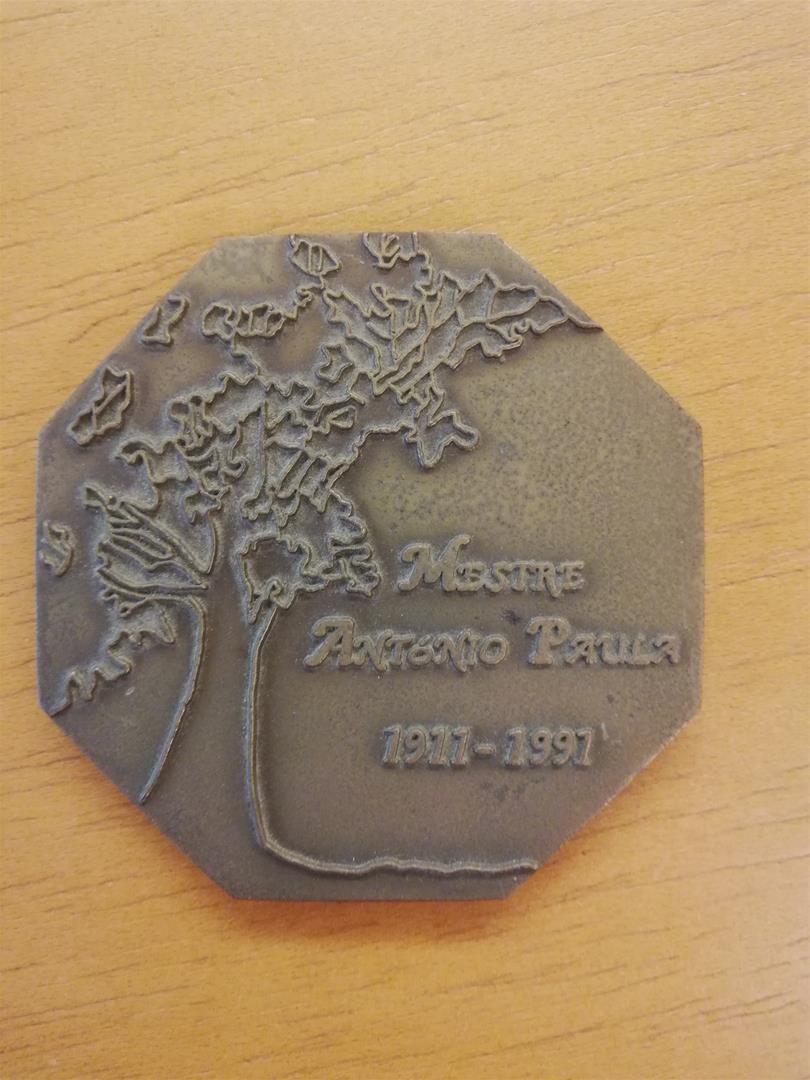 MESTRE
ANTÓNIO PAULA
1911-1991